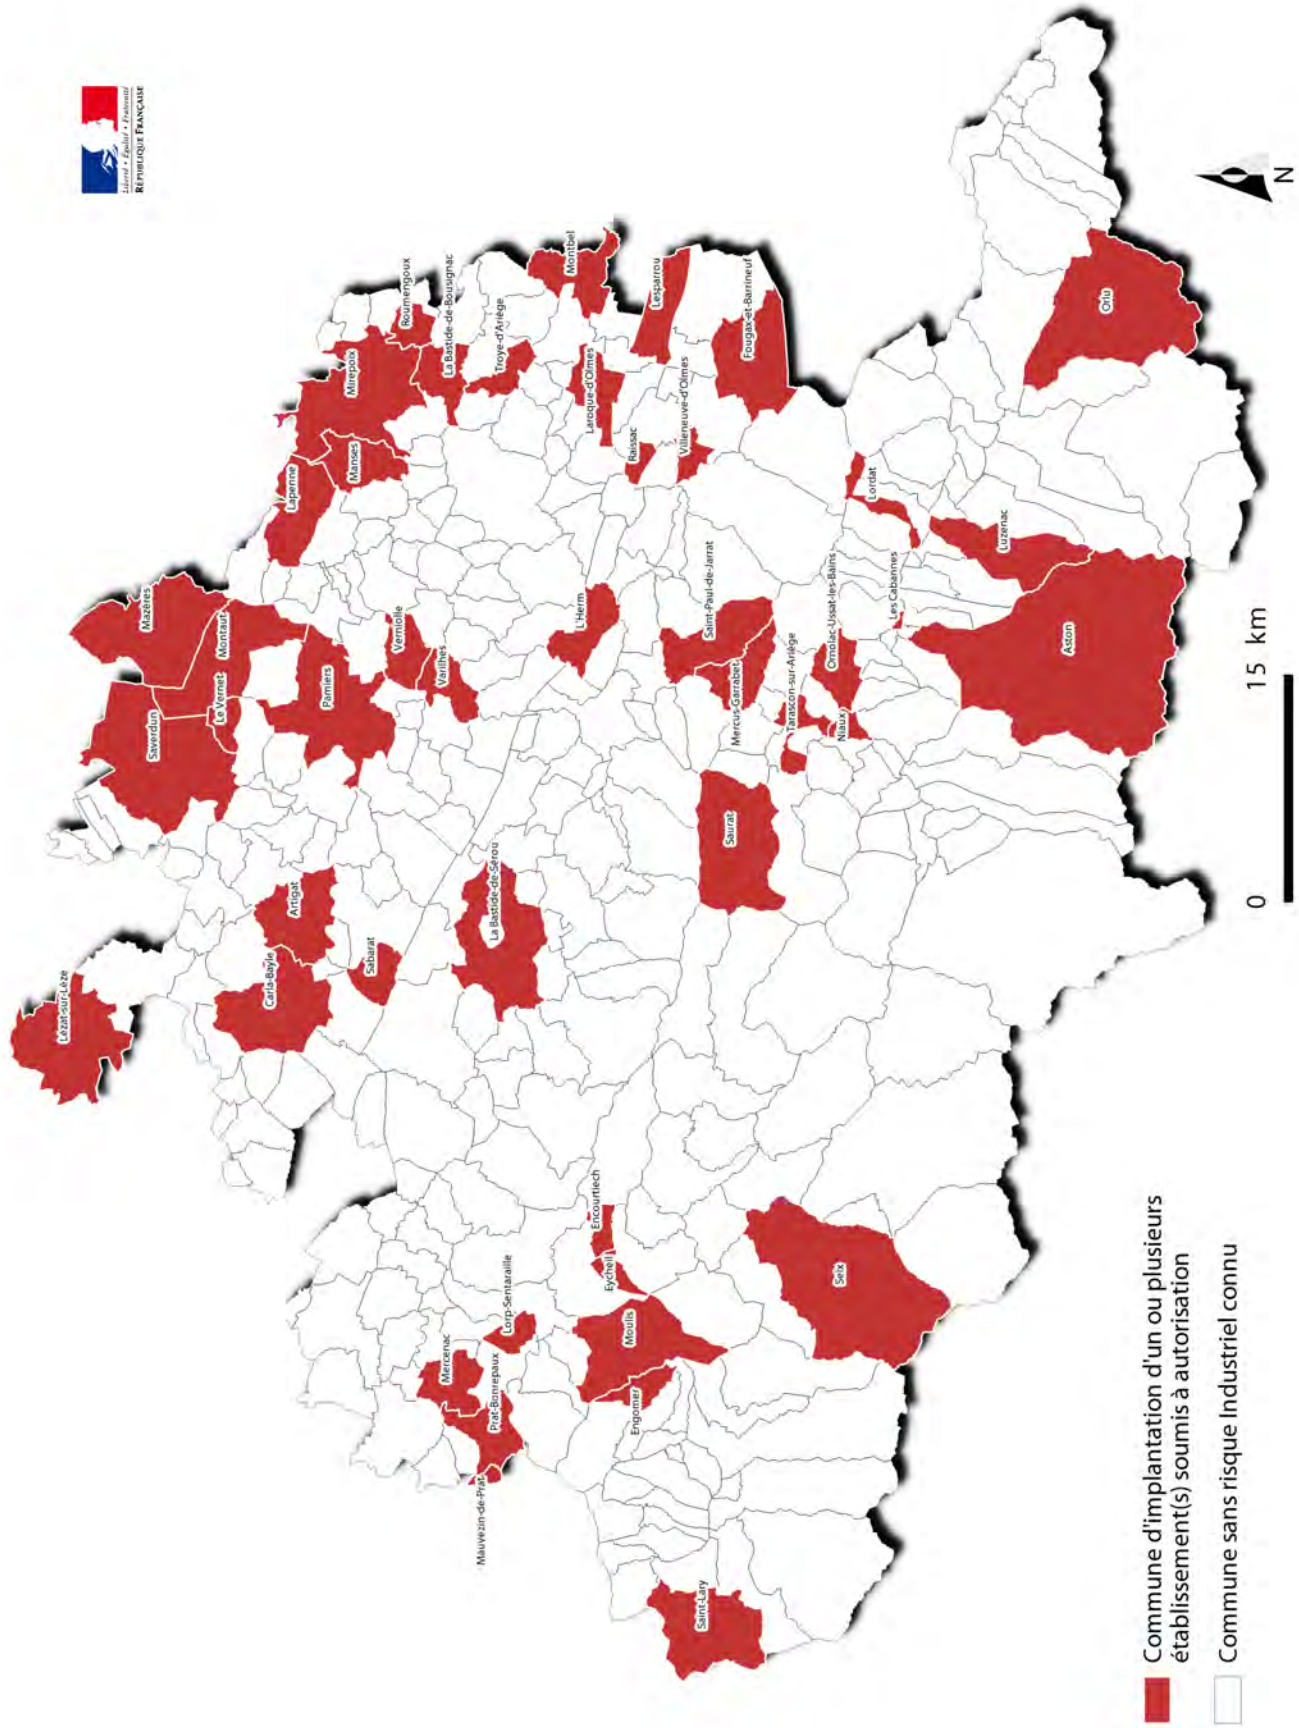 Liberté • Égalité • Fraternité
RÉPUBLIQUE FRANÇAISE
Lézat-sur-Lèze
Mazères
Saverdun
Montaut
Le Vernet
Lapenne
Manses
Mirepoix
Roumengoux
La Bastide-de-Bousignac
Troye-d'Ariège
Montbel
Artigat
Carla-Bayle
Pamiers
Sabarat
Verniolle
Varilhes
La Bastide-de-Sérou
L'Herm
Laroque-d'Olmes
Lesparrou
Raissac
Villeneuve-d'Olmes
Fougax-et-Barrineuf
Mercenac
Prat-Bonrepaux
Mauvezin-de-Prat
Lorp-Sentaraille
Encourtiech
Eycheil
Moulis
Engomer
Saint-Paul-de-Jarrat
Mercus-Garrabet
Saurat
Tarascon-sur-Ariège
Ornolac-Ussat-les-Bains
Niaux
Les Cabannes
Lordat
Luzenac
Aston
Orlu
Seix
Saint-Lary
Commune d'implantation d'un ou plusieurs
établissement(s) soumis à autorisation
Commune sans risque Industriel connu
0 15 km
N